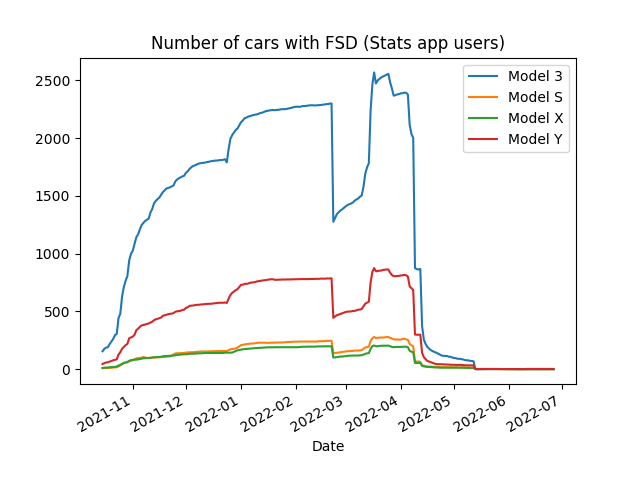 Number of cars with FSD (Stats app users)
2500
2000
1500
1000
500
0
Model 3
Model S
Model X
Model Y
2021-11
2021-12
2022-01
2022-02
2022-03
2022-04
2022-05
2022-06
2022-07
Date